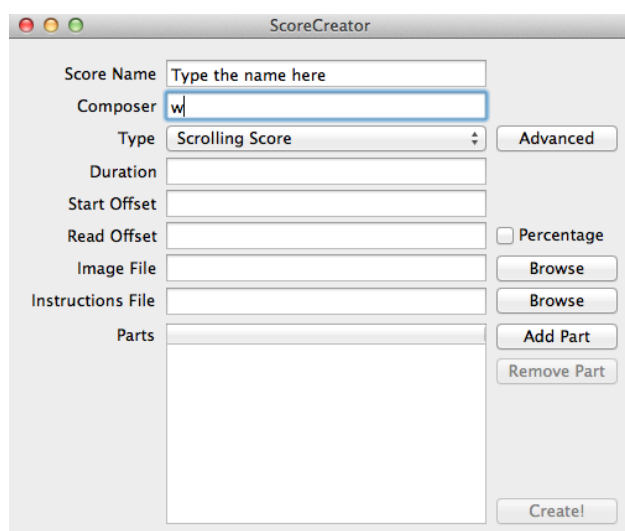 ScoreCreator
Score Name Type the name here
Composer w
Type Scrolling Score Advanced
Duration
Start Offset
Read Offset Percentage
Image File Browse
Instructions File Browse
Parts Add Part
Remove Part
Create!